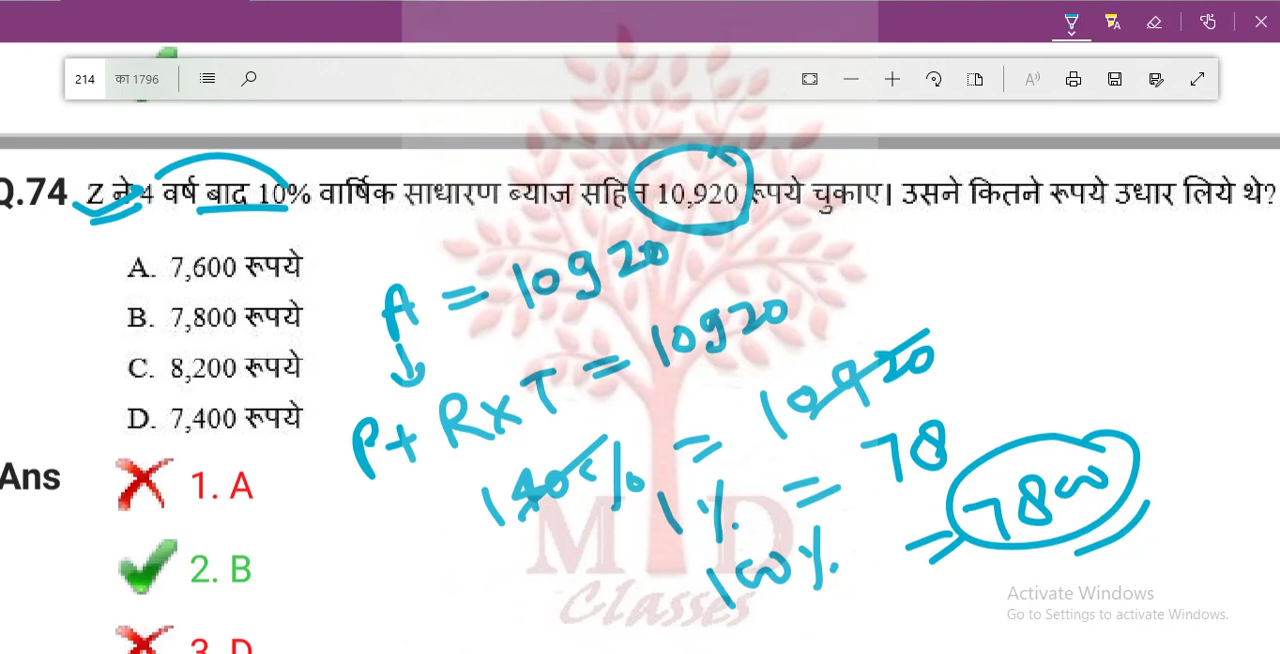 214 का 1796
Q.74 Z ने 4 वर्ष बाद 10% वार्षिक साधारण ब्याज सहित 10,920 रूपये चुकाए। उसने कितने रूपये उधार लिये थे?
A. 7,600 रूपये
B. 7,800 रूपये
C. 8,200 रूपये
D. 7,400 रूपये
A = 10920
P + R × T = 10920
140% = 10920
1% = 78
100% = 7800
Ans
1. A
2. B
3. D
M D
Classes
Activate Windows
Go to Settings to activate Windows.